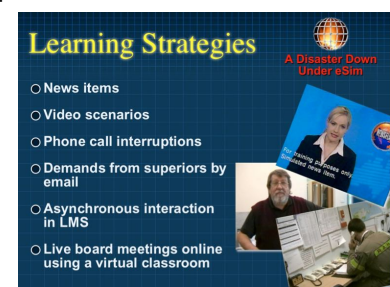 Learning Strategies
A Disaster Down
Under eSim
News items
Video scenarios
Phone call interruptions
Demands from superiors by
email
Asynchronous interaction
in LMS
Live board meetings online
using a virtual classroom
For training purposes only
Simulated news item.